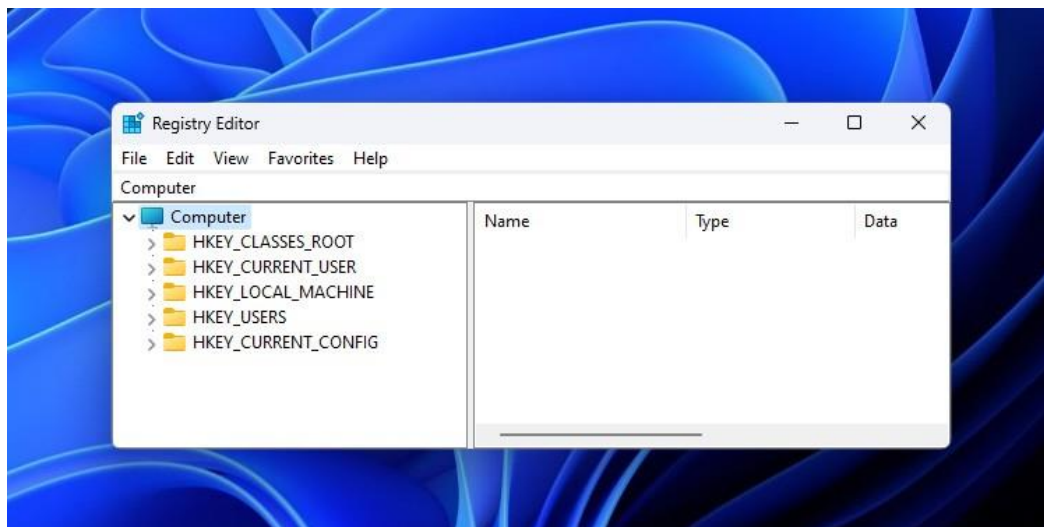 Registry Editor
File Edit View Favorites Help
Computer
Computer
HKEY_CLASSES_ROOT
HKEY_CURRENT_USER
HKEY_LOCAL_MACHINE
HKEY_USERS
HKEY_CURRENT_CONFIG
Name Type Data